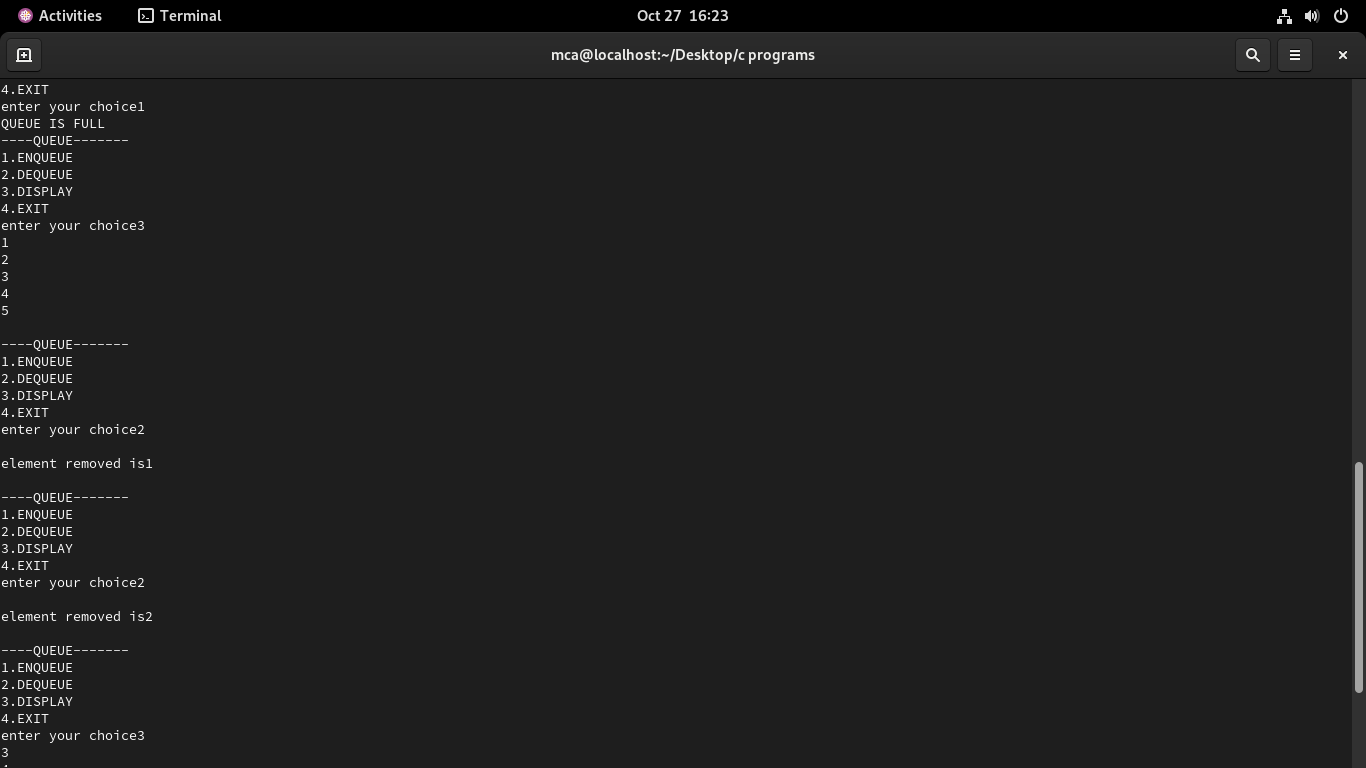 Activities Terminal Oct 27 16:23
mca@localhost:~/Desktop/c programs
4.EXIT
enter your choice1
QUEUE IS FULL
----QUEUE-------
1.ENQUEUE
2.DEQUEUE
3.DISPLAY
4.EXIT
enter your choice3
1
2
3
4
5
----QUEUE-------
1.ENQUEUE
2.DEQUEUE
3.DISPLAY
4.EXIT
enter your choice2
element removed is1
----QUEUE-------
1.ENQUEUE
2.DEQUEUE
3.DISPLAY
4.EXIT
enter your choice2
element removed is2
----QUEUE-------
1.ENQUEUE
2.DEQUEUE
3.DISPLAY
4.EXIT
enter your choice3
3